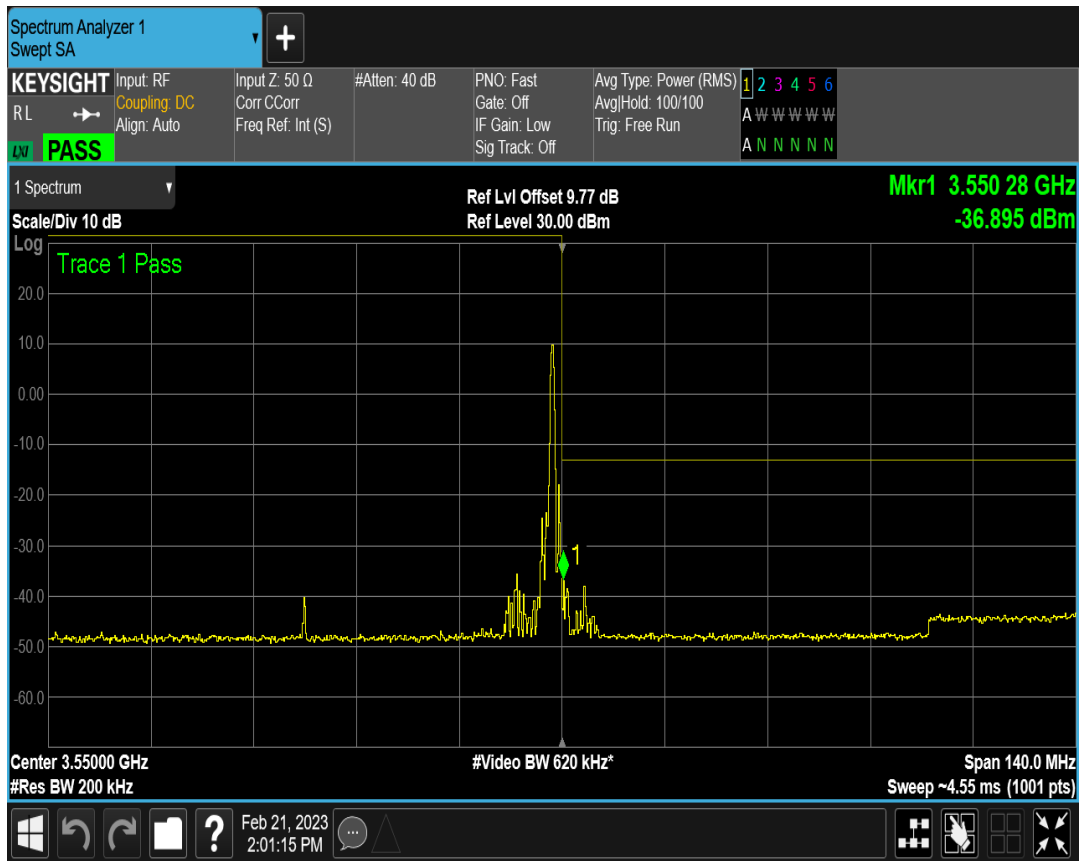 Spectrum Analyzer 1
Swept SA
+
KEYSIGHT
RL
LXI PASS
Input: RF
Coupling: DC
Align: Auto
Input Z: 50 Ω
Corr CCorr
Freq Ref: Int (S)
#Atten: 40 dB
PNO: Fast
Gate: Off
IF Gain: Low
Sig Track: Off
Avg Type: Power (RMS)
Avg|Hold: 100/100
Trig: Free Run
1 2 3 4 5 6
A W W W W W
A N N N N N
1 Spectrum
Scale/Div 10 dB
Ref Lvl Offset 9.77 dB
Ref Level 30.00 dBm
Mkr1 3.550 28 GHz
-36.895 dBm
Log
Trace 1 Pass
20.0
10.0
0.00
-10.0
-20.0
-30.0
-40.0
-50.0
-60.0
1
Center 3.55000 GHz
#Res BW 200 kHz
#Video BW 620 kHz*
Span 140.0 MHz
Sweep ~4.55 ms (1001 pts)
?
Feb 21, 2023
2:01:15 PM